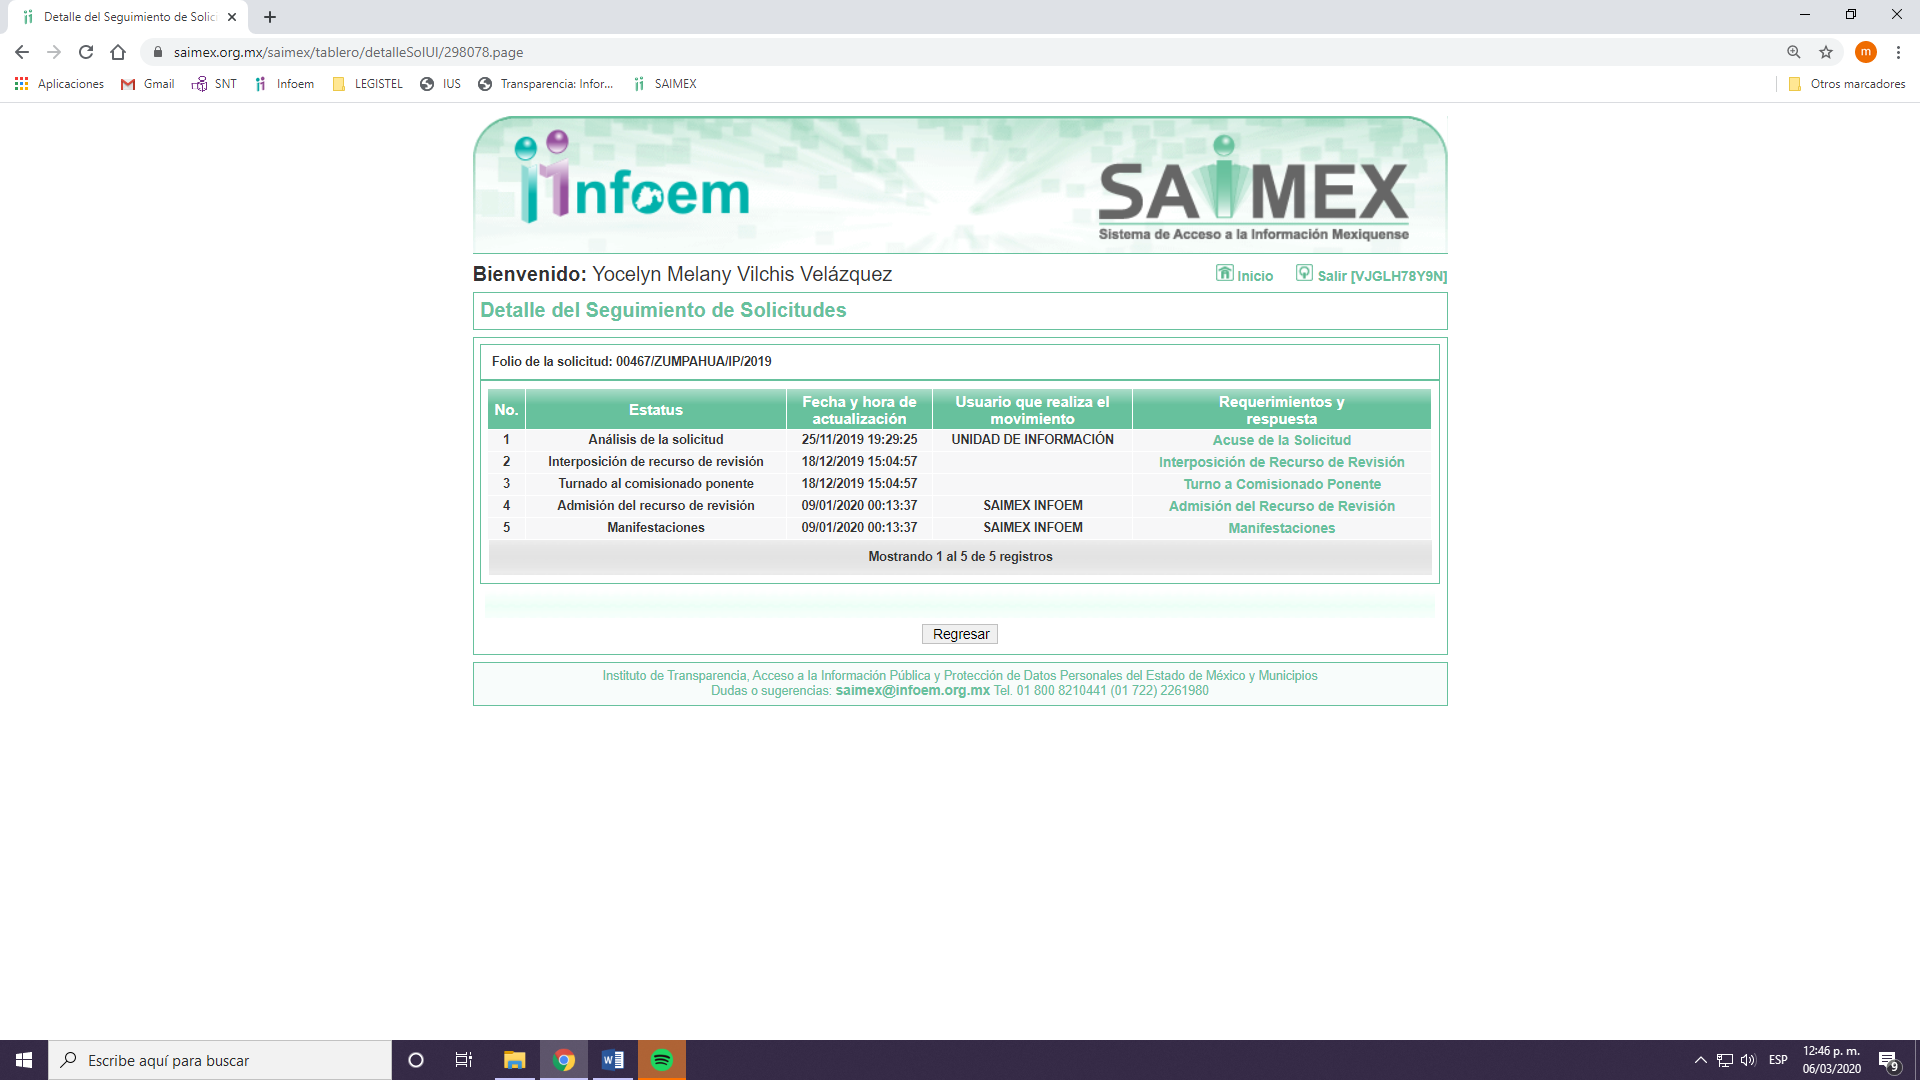 Detalle del Seguimiento de Solici
saimex.org.mx/saimex/tablero/detalleSolUI/298078.page
m
Aplicaciones Gmail SNT Infoem LEGISTEL IUS Transparencia: Infor... SAIMEX Otros marcadores
infoem
SAIMEX
Sistema de Acceso a la Información Mexiquense
Bienvenido: Yocelyn Melany Vilchis Velázquez Inicio Salir [VJGLH78Y9N]
Detalle del Seguimiento de Solicitudes
Folio de la solicitud: 00467/ZUMPAHUA/IP/2019
No. Estatus Fecha y hora de actualización Usuario que realiza el movimiento Requerimientos y respuesta
1 Análisis de la solicitud 25/11/2019 19:29:25 UNIDAD DE INFORMACIÓN Acuse de la Solicitud
2 Interposición de recurso de revisión 18/12/2019 15:04:57 Interposición de Recurso de Revisión
3 Turnado al comisionado ponente 18/12/2019 15:04:57 Turno a Comisionado Ponente
4 Admisión del recurso de revisión 09/01/2020 00:13:37 SAIMEX INFOEM Admisión del Recurso de Revisión
5 Manifestaciones 09/01/2020 00:13:37 SAIMEX INFOEM Manifestaciones
Mostrando 1 al 5 de 5 registros
Regresar
Instituto de Transparencia, Acceso a la Información Pública y Protección de Datos Personales del Estado de México y Municipios
Dudas o sugerencias: saimex@infoem.org.mx Tel. 01 800 8210441 (01 722) 2261980
Escribe aquí para buscar
ESP
12:46 p. m.
06/03/2020
9